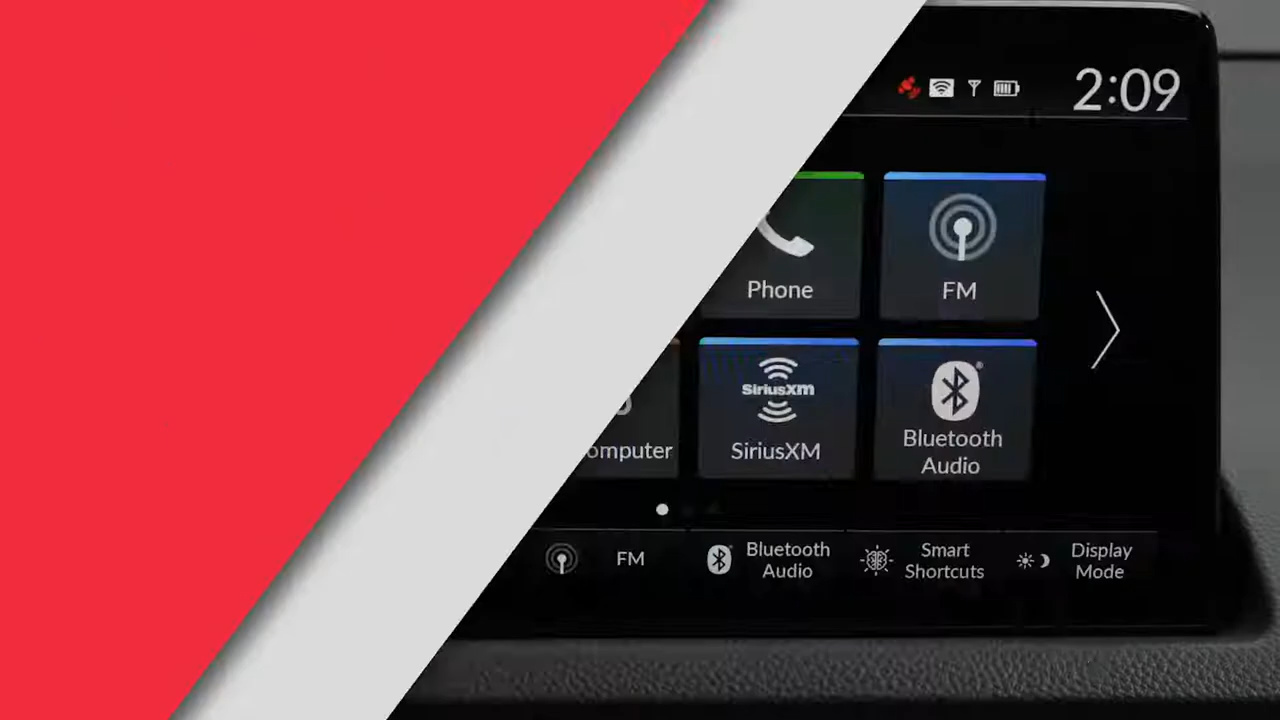 2:09
Phone
FM
SiriusXM
omputer
SiriusXM
Bluetooth
Audio
FM
Bluetooth
Audio
Smart
Shortcuts
Display
Mode